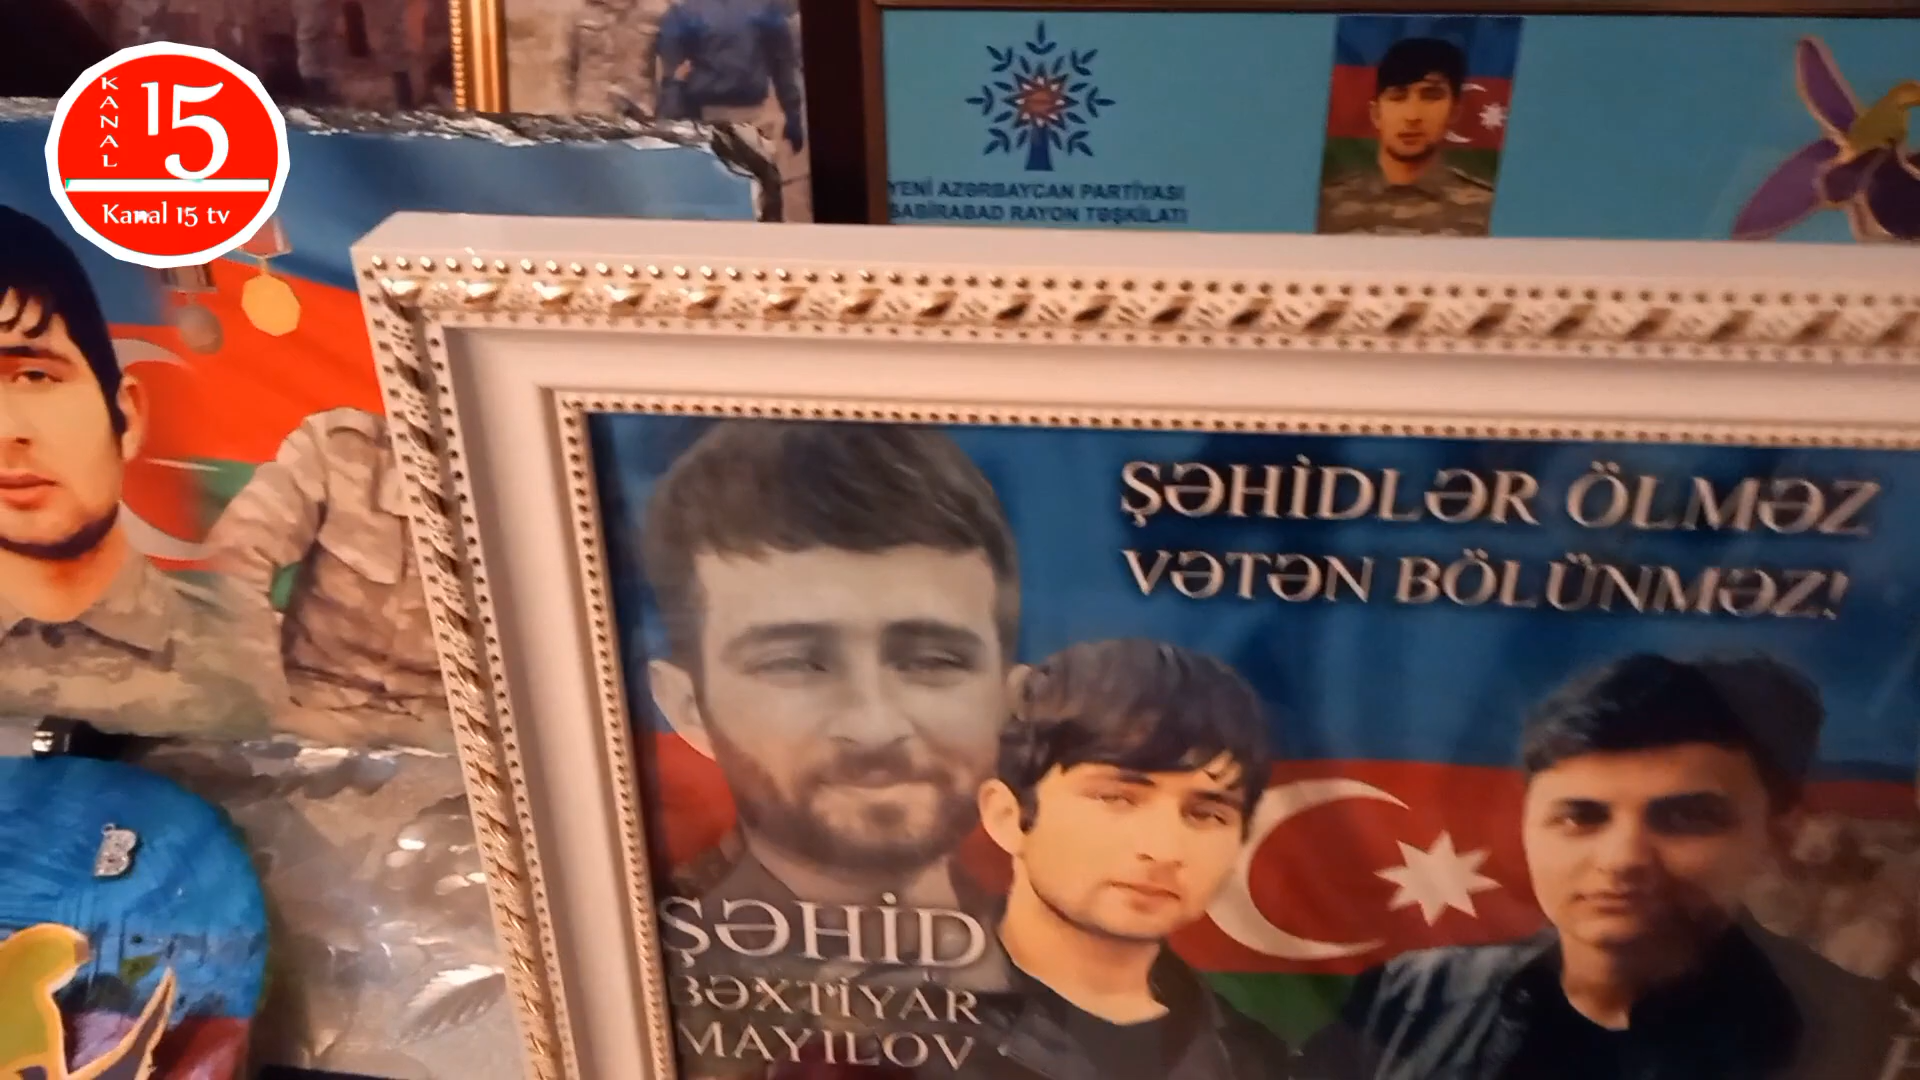 KANAL
15
Kanal 15 tv
YENİ AZƏRBAYCAN PARTİYASI
SABİRABAD RAYON TƏŞKİLATI
ŞƏHİDLƏR ÖLMƏZ
VƏTƏN BÖLÜNMƏZ!
B
ŞƏHİD
BƏXTİYAR
MAYILOV